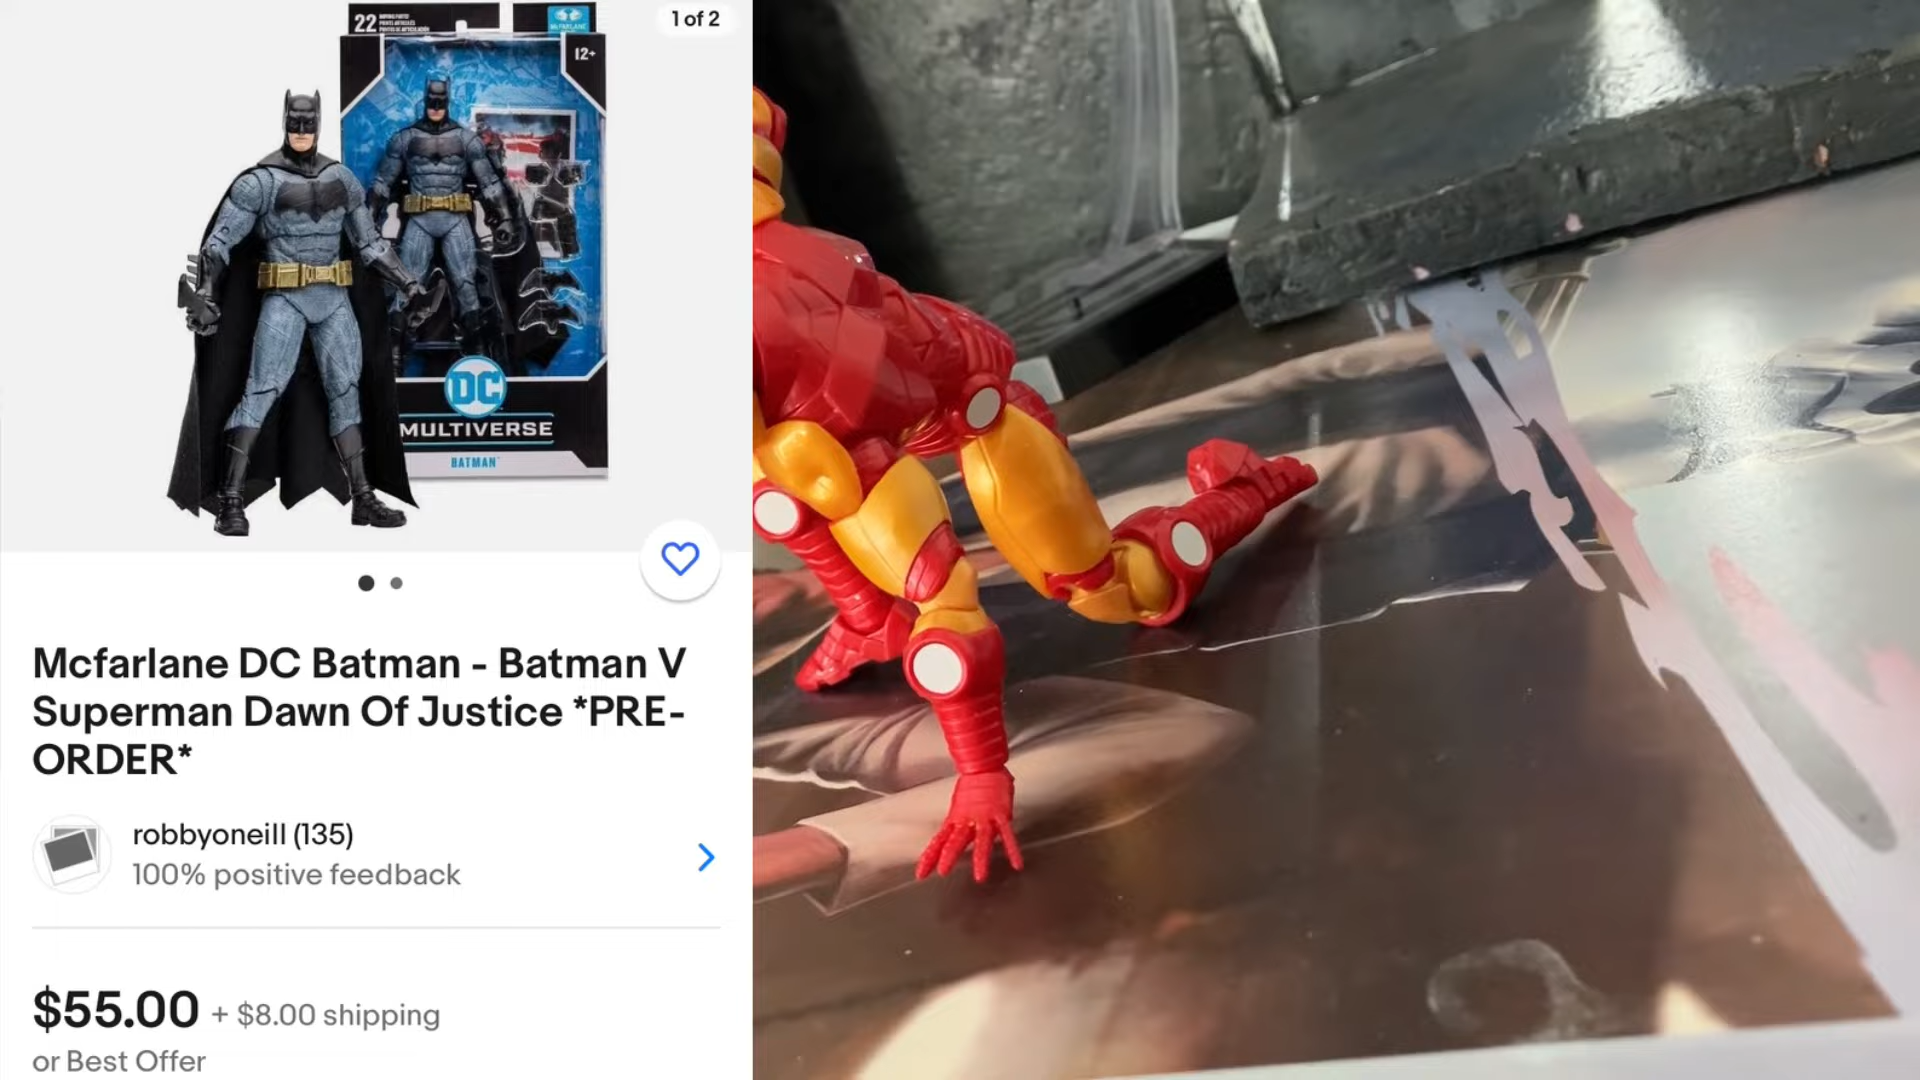 1 of 2
22
12+
DC
MULTIVERSE
BATMAN
Mcfarlane DC Batman - Batman V
Superman Dawn Of Justice *PRE-
ORDER*
robbyoneill (135)
100% positive feedback
$55.00 + $8.00 shipping
or Best Offer